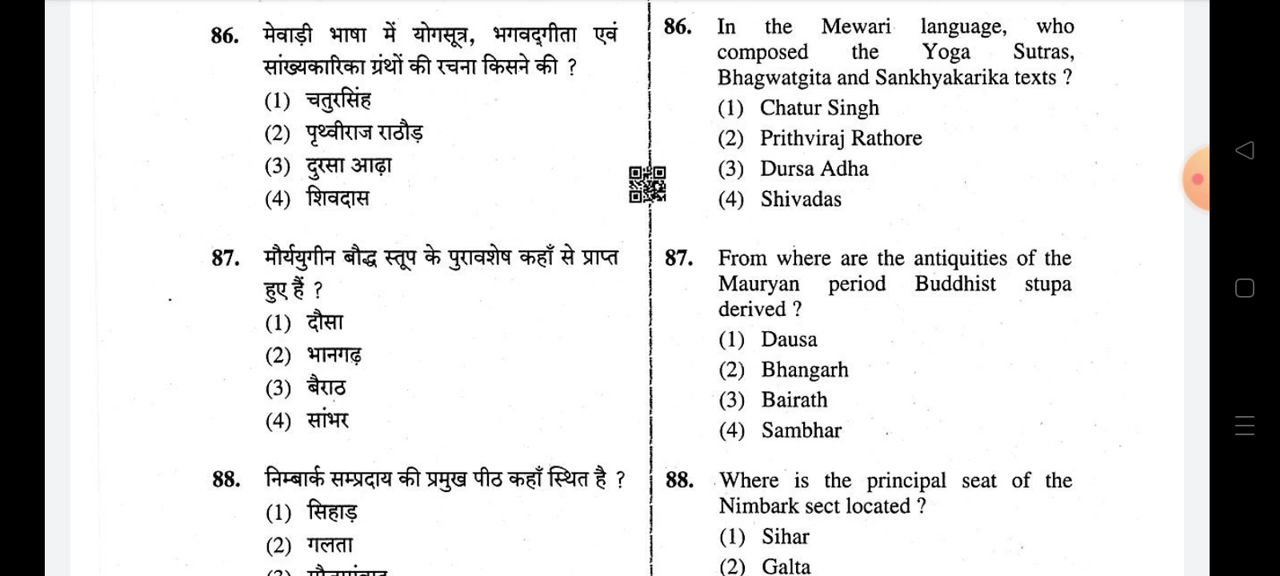 86. मेवाड़ी भाषा में योगसूत्र, भगवद्गीता एवं
सांख्यकारिका ग्रंथों की रचना किसने की ?
(1) चतुरसिंह
(2) पृथ्वीराज राठौड़
(3) दुरसा आढ़ा
(4) शिवदास
87. मौर्ययुगीन बौद्ध स्तूप के पुरावशेष कहाँ से प्राप्त
हुए हैं ?
(1) दौसा
(2) भानगढ़
(3) बैराठ
(4) सांभर
88. निम्बार्क सम्प्रदाय की प्रमुख पीठ कहाँ स्थित है ?
(1) सिहाड़
(2) गलता
86. In the Mewari language, who
composed the Yoga Sutras,
Bhagwatgita and Sankhyakarika texts ?
(1) Chatur Singh
(2) Prithviraj Rathore
(3) Dursa Adha
(4) Shivadas
87. From where are the antiquities of the
Mauryan period Buddhist stupa
derived ?
(1) Dausa
(2) Bhangarh
(3) Bairath
(4) Sambhar
88. Where is the principal seat of the
Nimbark sect located ?
(1) Sihar
(2) Galta